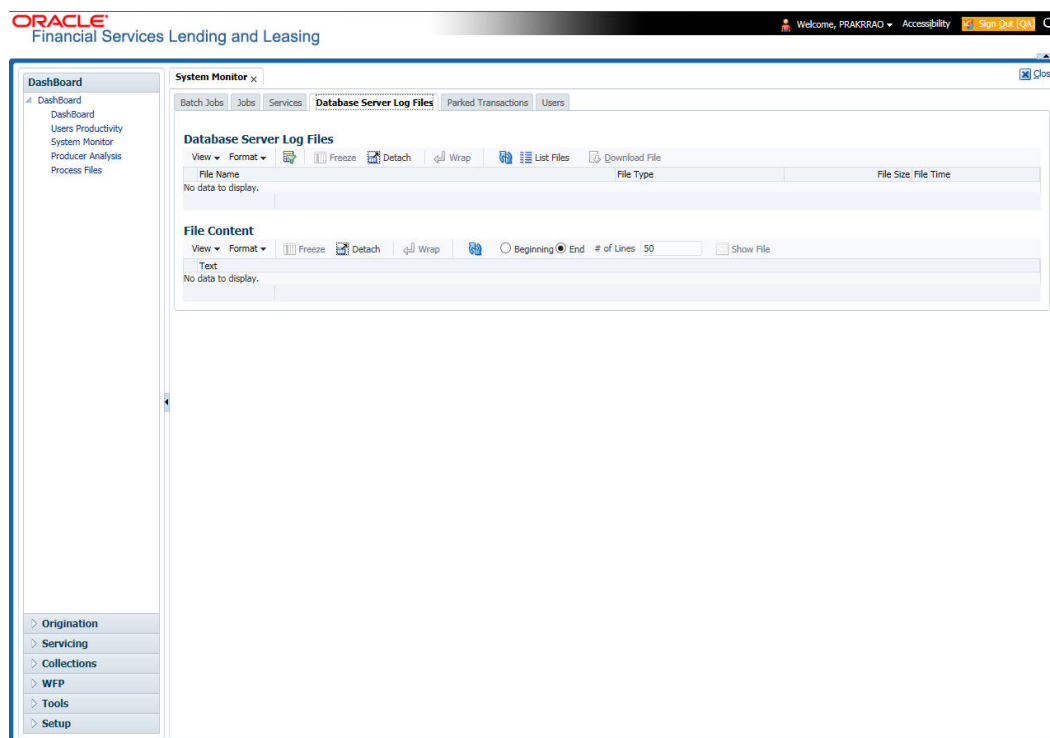 ORACLE
Financial Services Lending and Leasing
Welcome, PRAKRRAO Accessibility Sign Out [QA]
DashBoard
DashBoard
DashBoard
Users Productivity
System Monitor
Producer Analysis
Process Files
Origination
Servicing
Collections
WFP
Tools
Setup
System Monitor x
Clos
Batch Jobs Jobs Services Database Server Log Files Parked Transactions Users
Database Server Log Files
View Format Freeze Detach Wrap List Files Download File
File Name File Type File Size File Time
No data to display.
File Content
View Format Freeze Detach Wrap Beginning End # of Lines 50 Show File
Text
No data to display.